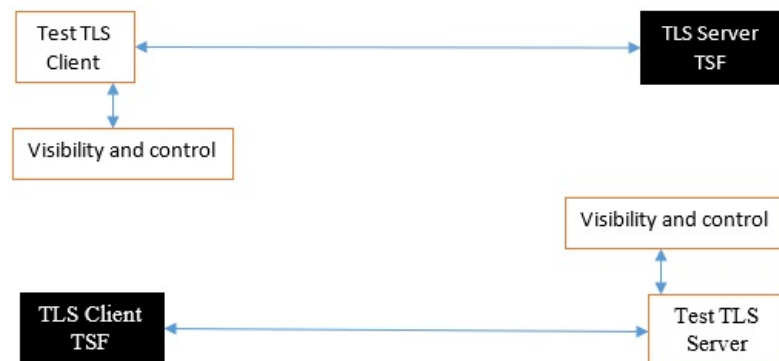 Test TLS
Client
TLS Server
TSF
Visibility and control
Visibility and control
TLS Client
TSF
Test TLS
Server